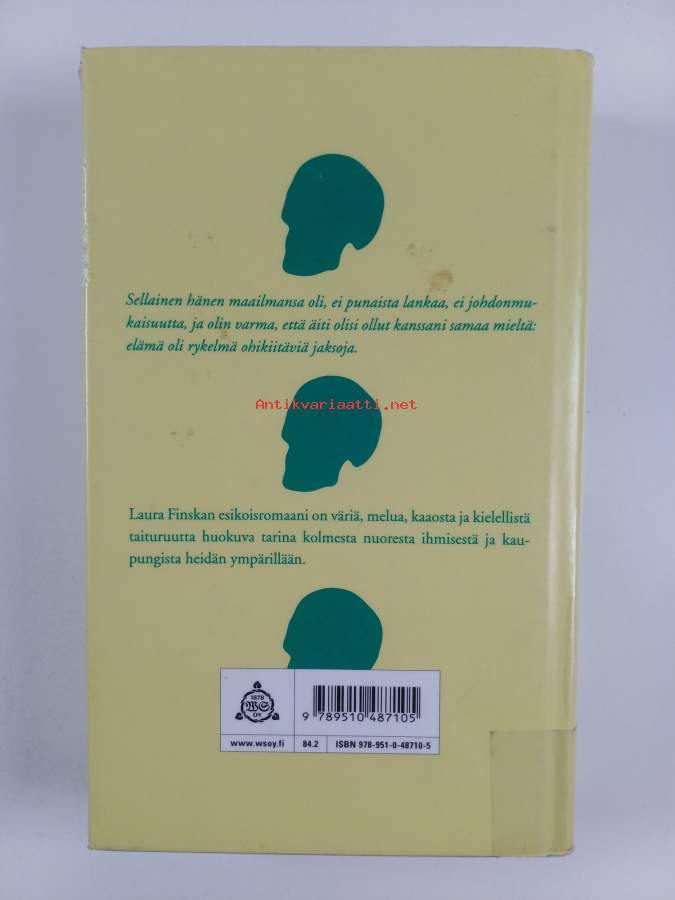 Sellainen hänen maailmansa oli, ei punaista lankaa, ei johdonmu-
kaisuutta, ja olin varma, että äiti olisi ollut kanssani samaa mieltä:
elämä oli rykelmä ohikiitäviä jaksoja.
Antikvariaatti.net
Laura Finskan esikoisromaani on väriä, melua, kaaosta ja kielellistä
taituruutta huokuva tarina kolmesta nuoresta ihmisestä ja kau-
pungista heidän ympärillään.
1878
WS
OY
9 789510 487105
www.wsoy.fi 84.2 ISBN 978-951-0-48710-5